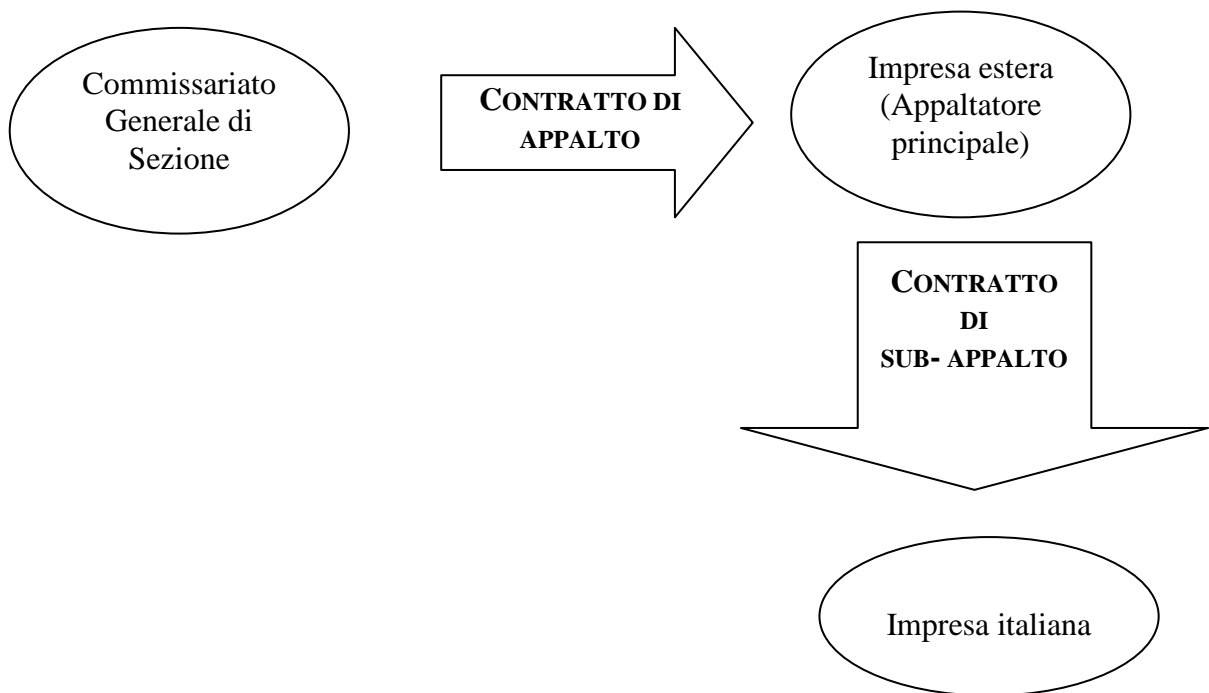 Commissariato
Generale di
Sezione
CONTRATTO DI
APPALTO
Impresa estera
(Appaltatore
principale)
CONTRATTO
DI
SUB- APPALTO
Impresa italiana